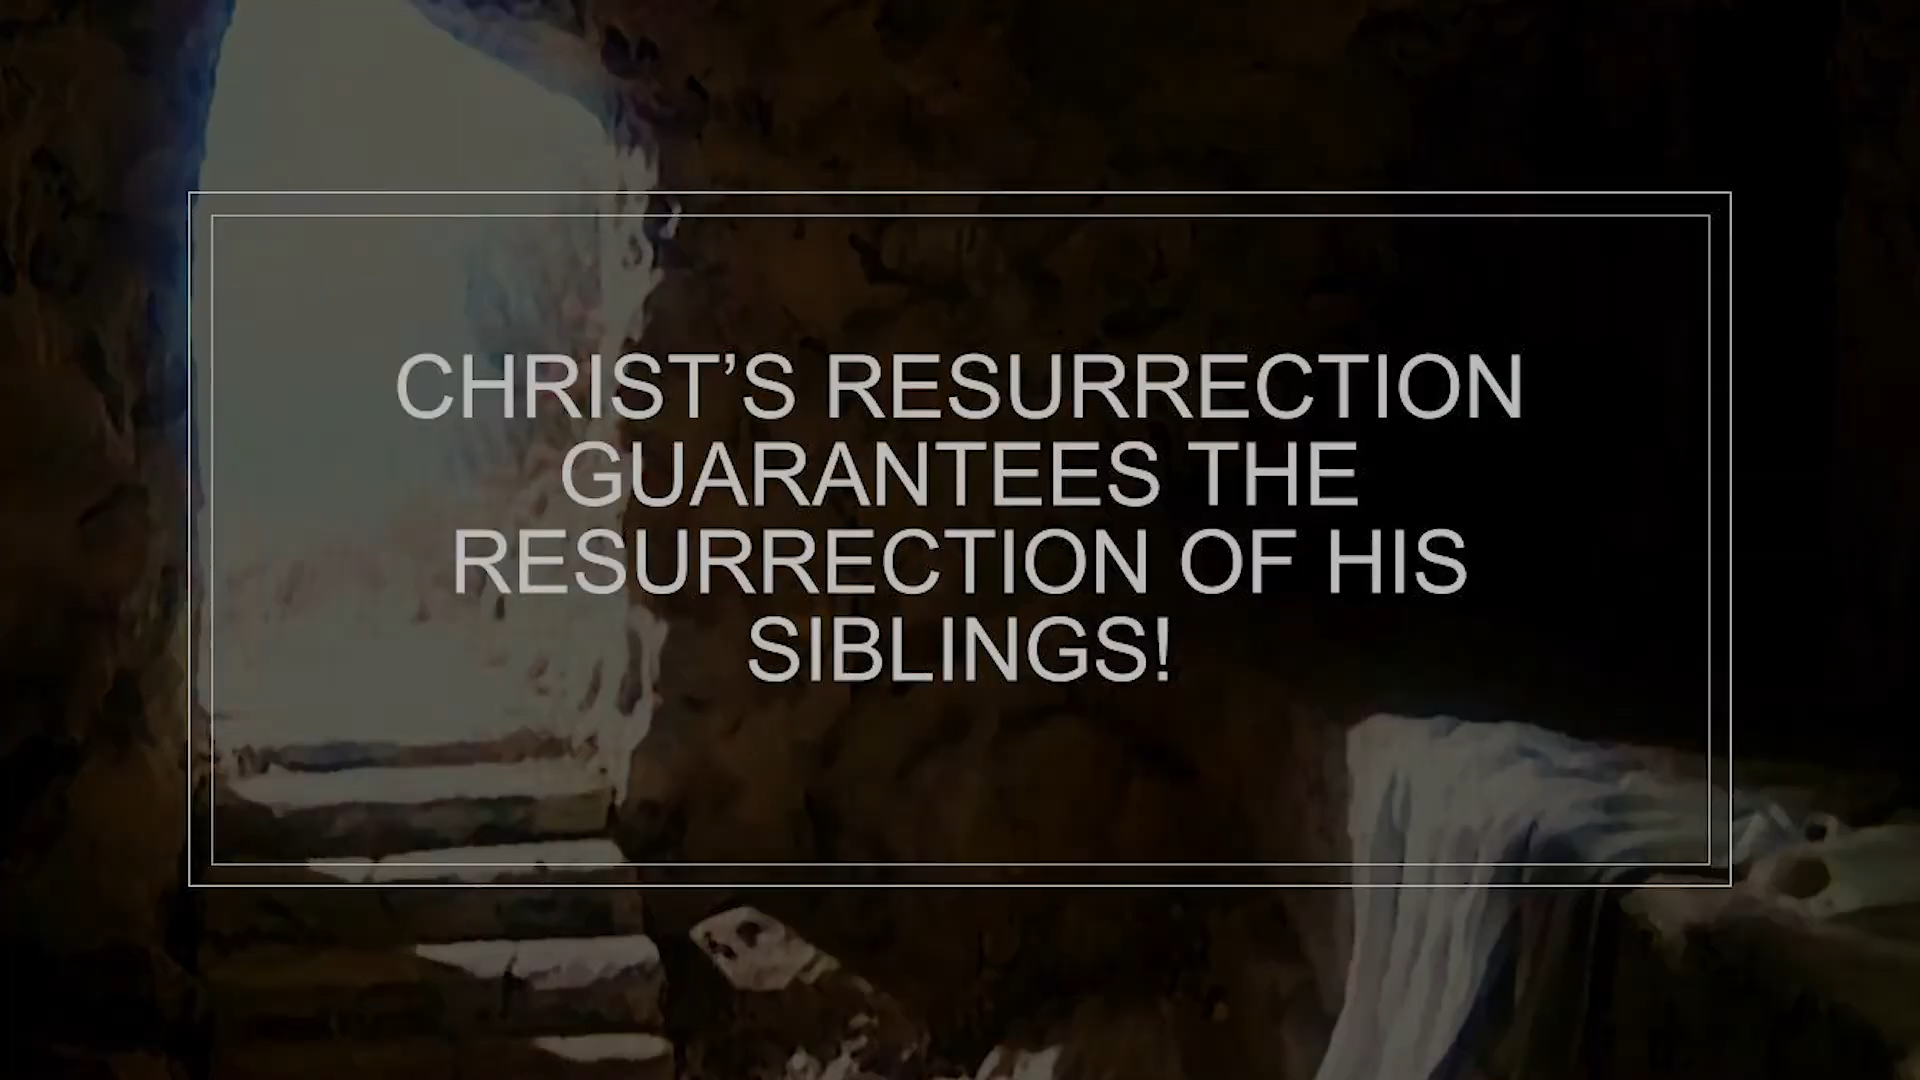 CHRIST’S RESURRECTION
GUARANTEES THE
RESURRECTION OF HIS
SIBLINGS!